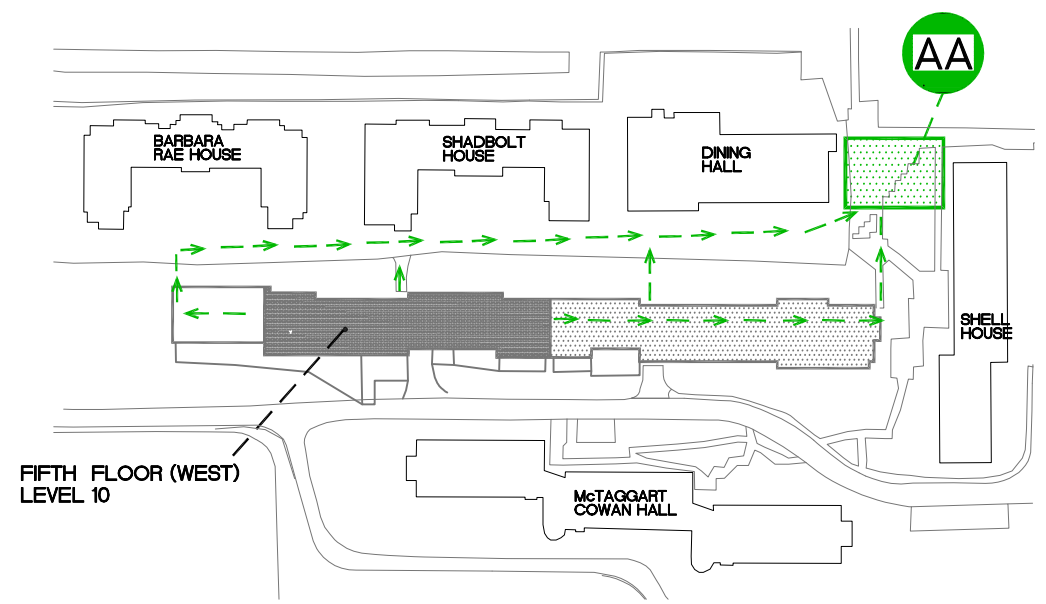 AA
BARBARA
RAE HOUSE
SHADBOLT
HOUSE
DINING
HALL
SHELL
HOUSE
FIFTH FLOOR (WEST)
LEVEL 10
McTAGGART
COWAN HALL